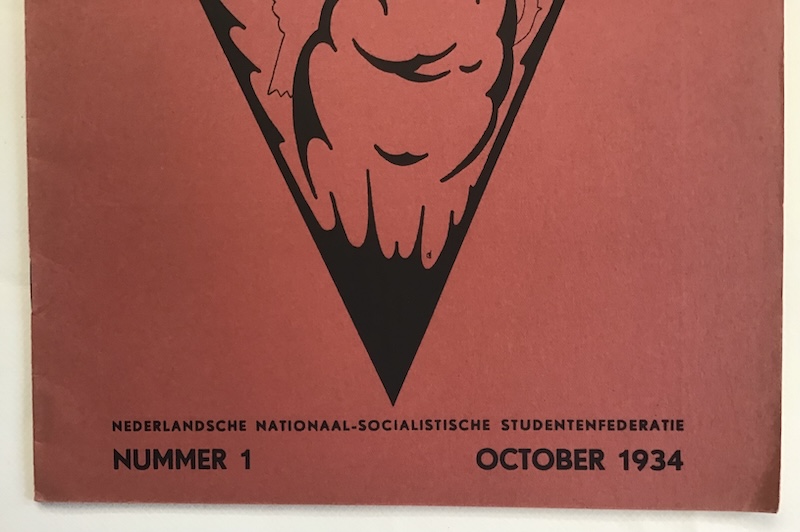 NEDERLANDSCHE NATIONAAL-SOCIALISTISCHE STUDENTENFEDERATIE
NUMMER 1 OCTOBER 1934